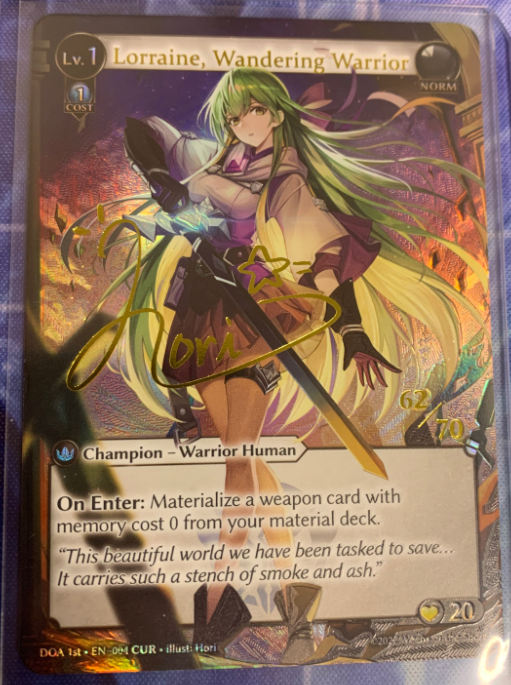 Lv. 1
Lorraine, Wandering Warrior
1
COST
NORM
Hori
62/70
Champion – Warrior Human
On Enter: Materialize a weapon card with
memory cost 0 from your material deck.
“This beautiful world we have been tasked to save...
It carries such a stench of smoke and ash.”
20
DOA 1st • EN-004 CUR • illust: Hori